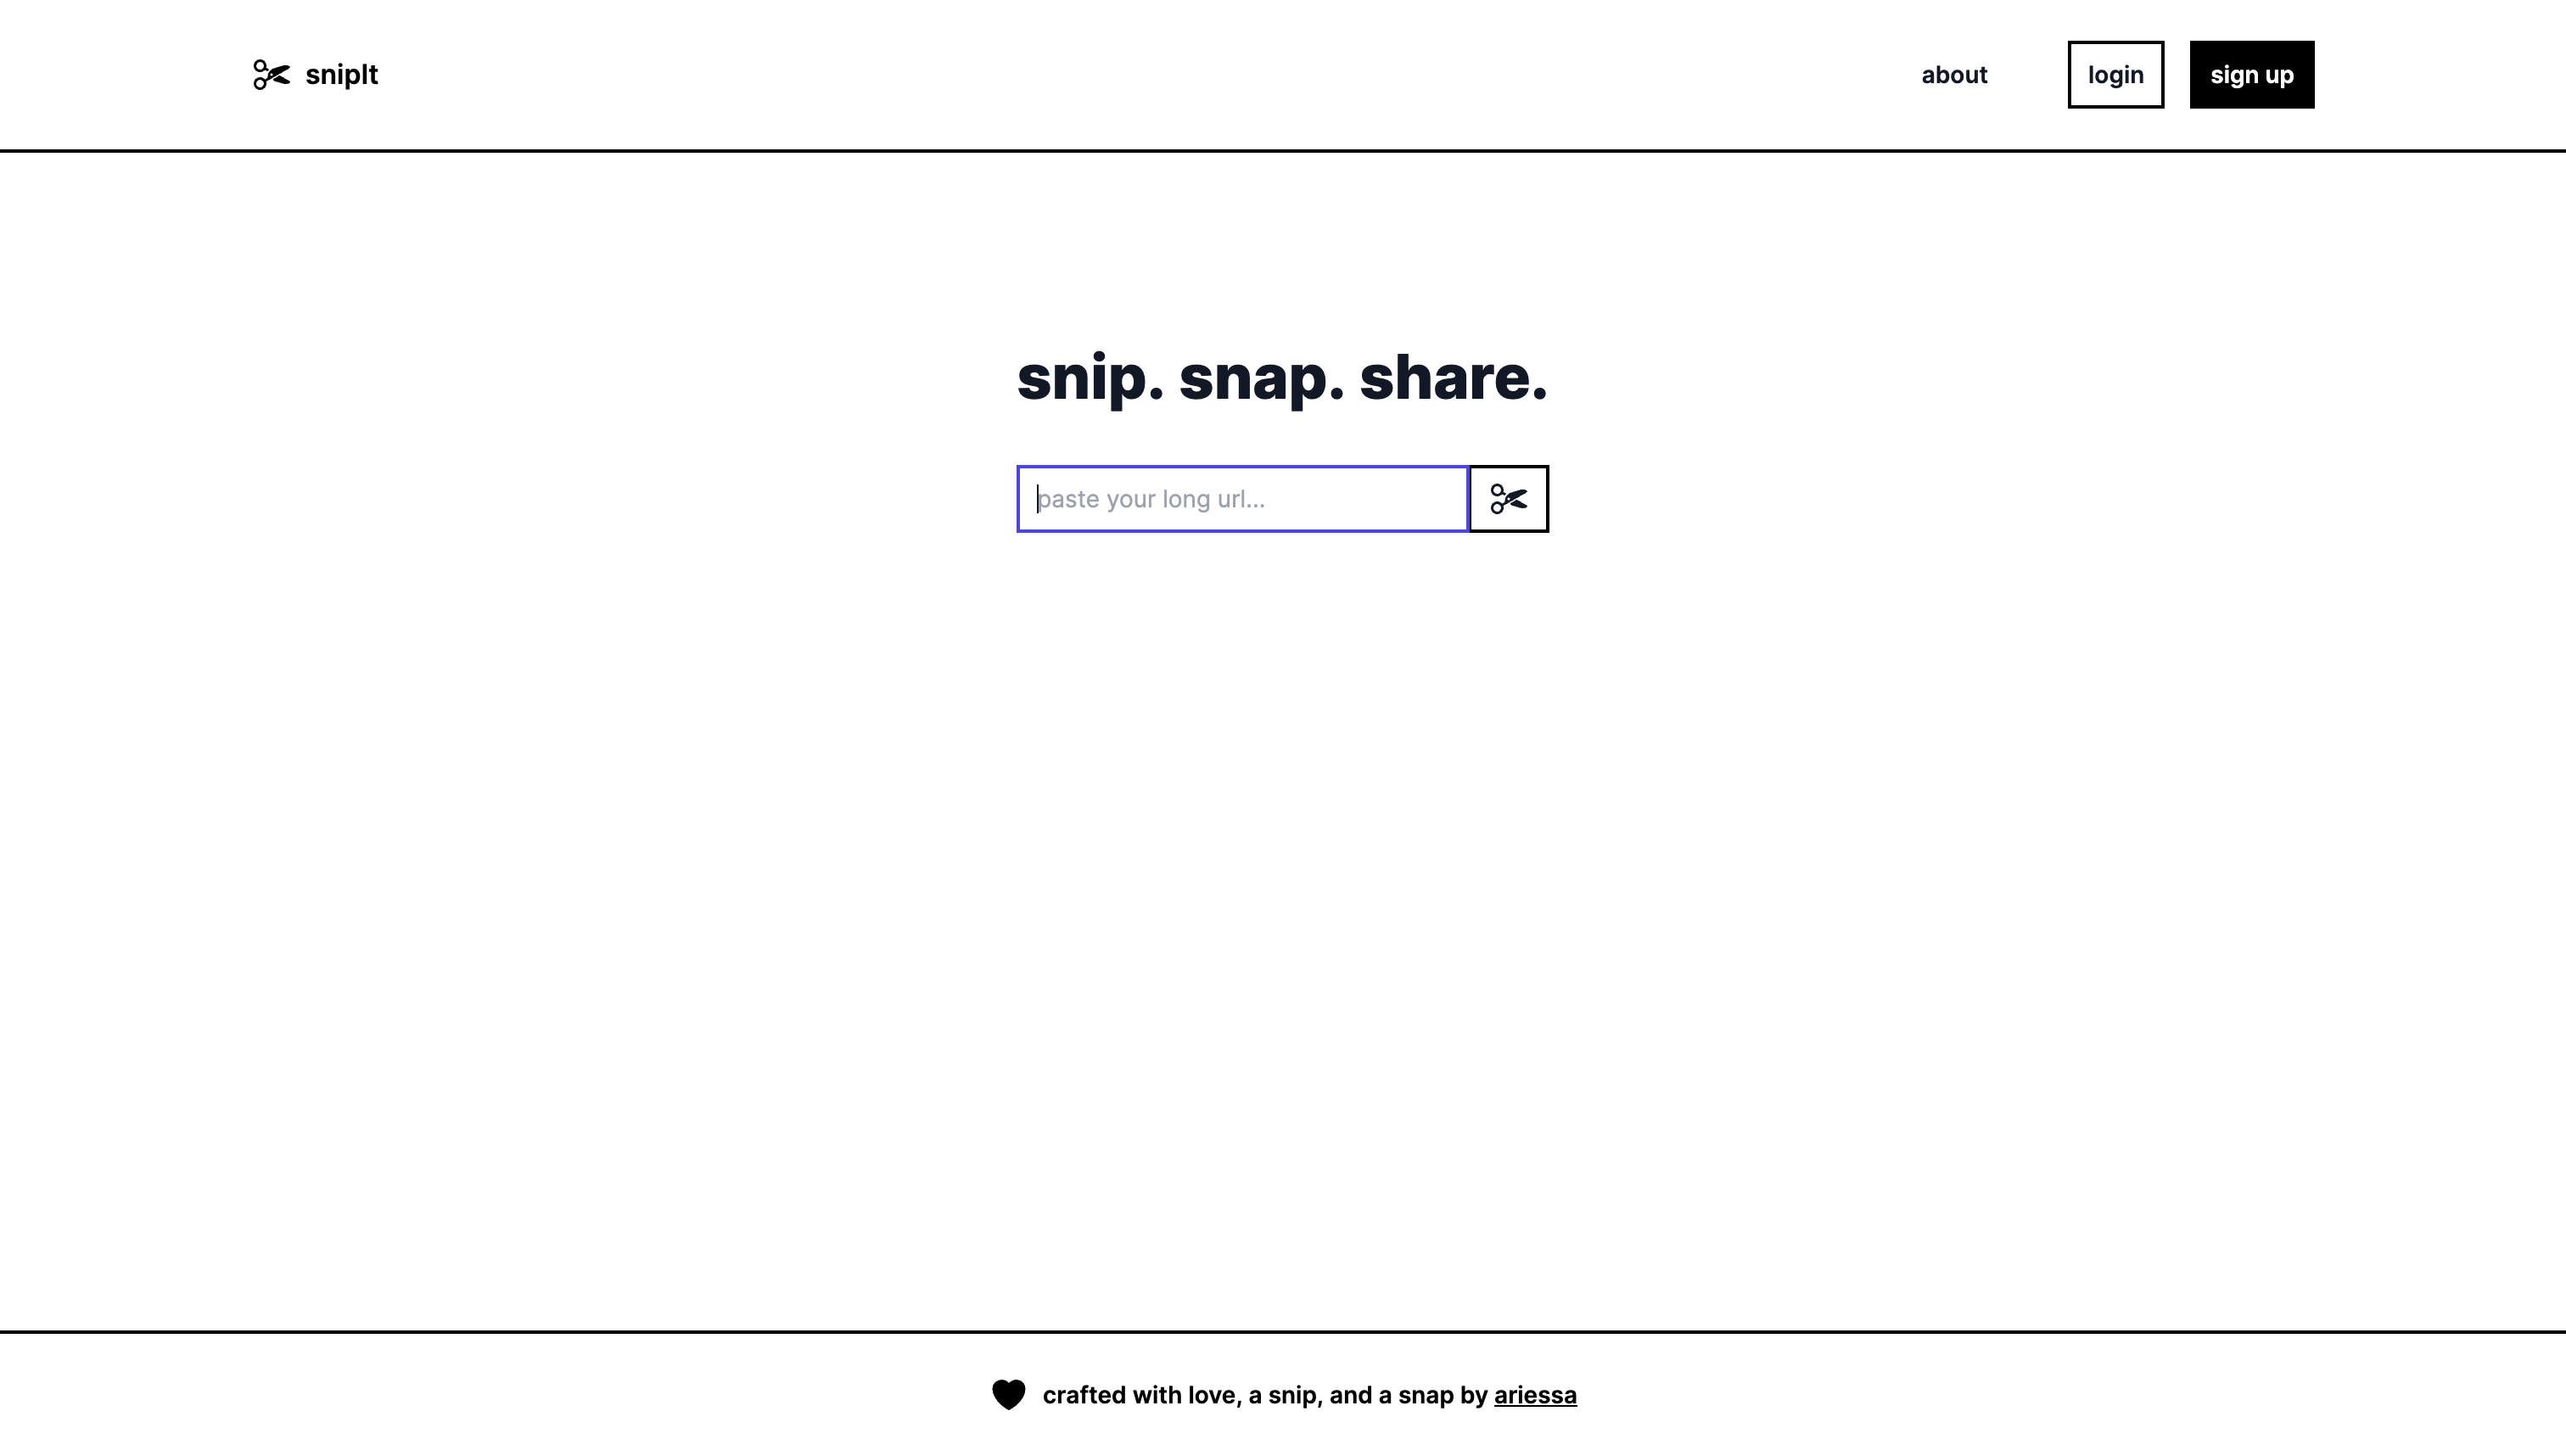 snipIt
about
login
sign up
snip. snap. share.
paste your long url...
crafted with love, a snip, and a snap by ariessa